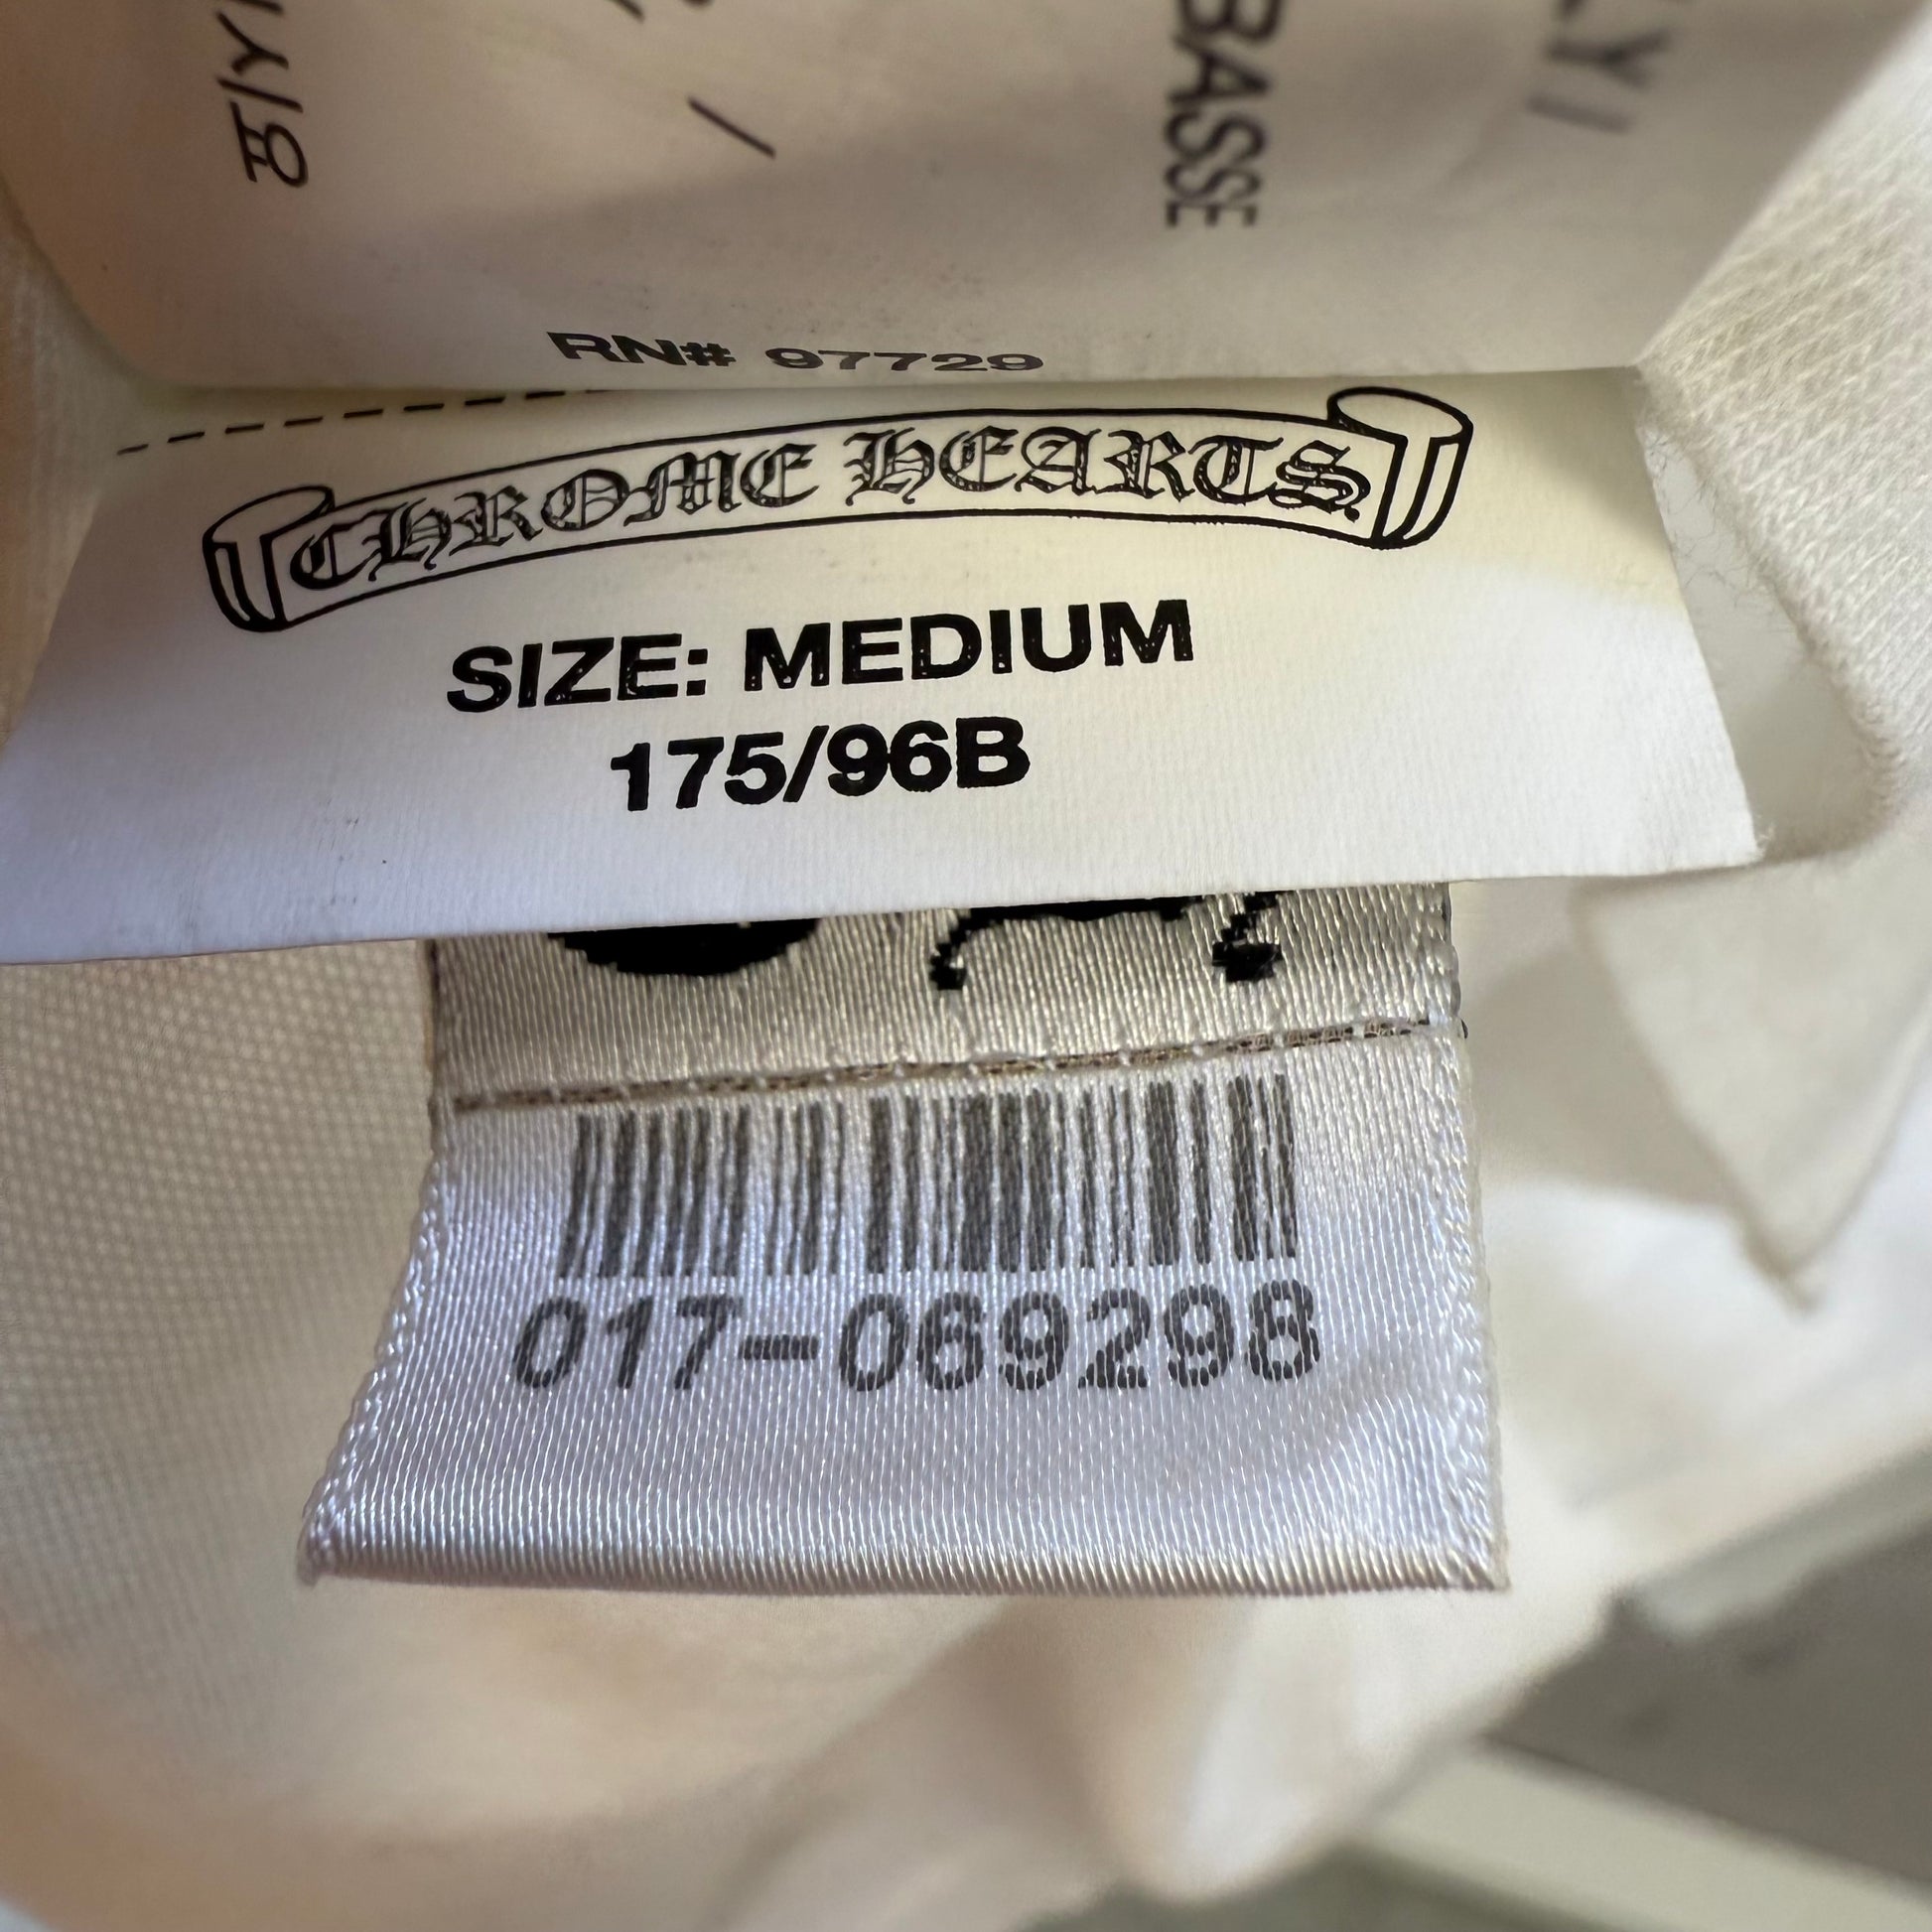 BASSE
RN# 97729
CHROME HEARTS
SIZE: MEDIUM
175/96B
017-069298